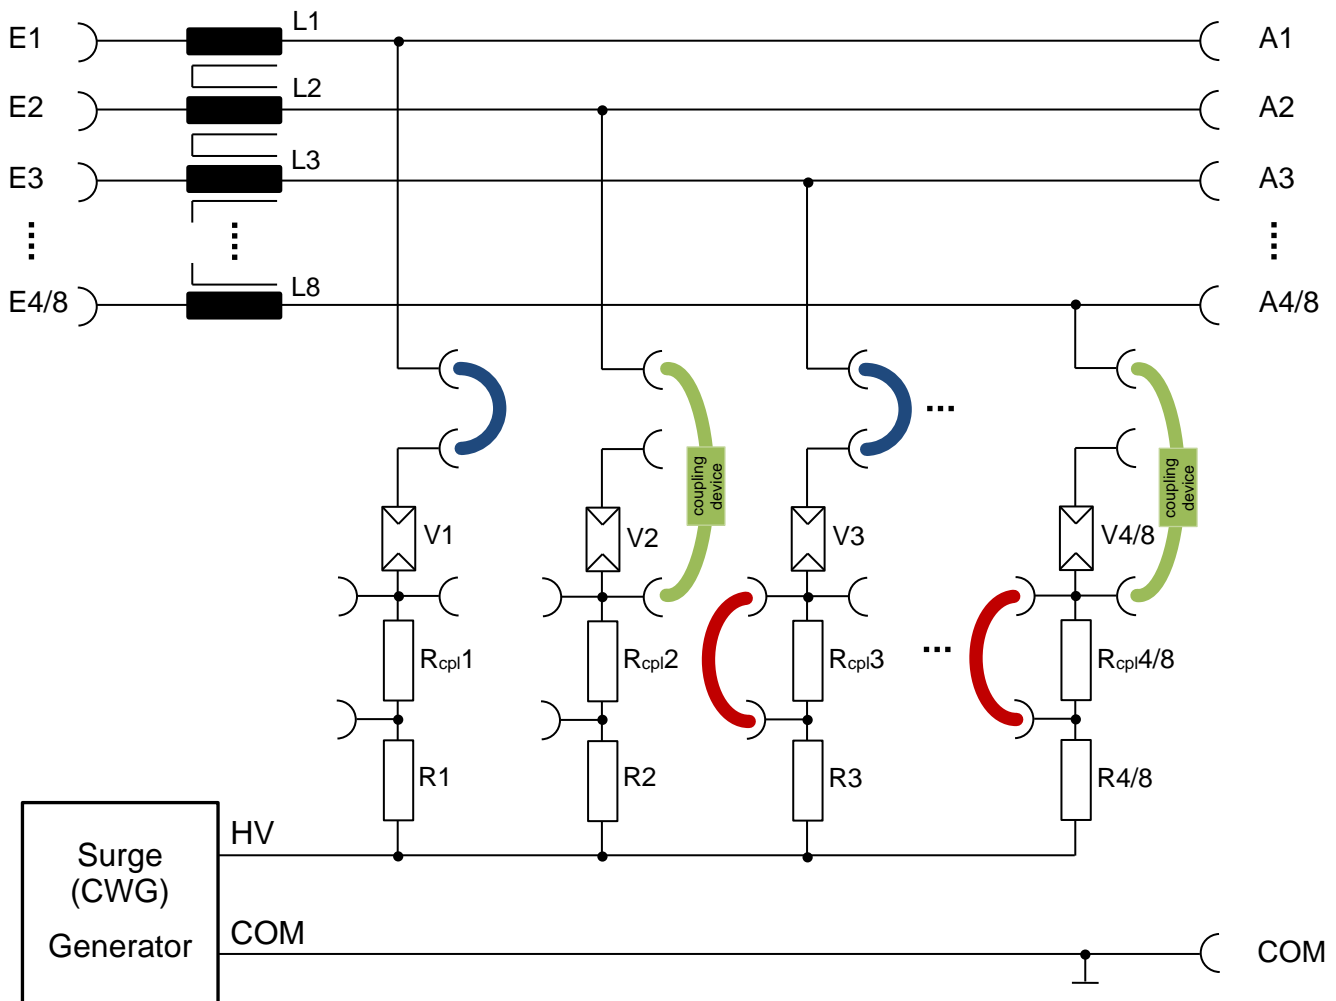 E1
L1
A1
E2
L2
A2
E3
L3
A3
E4/8
L8
A4/8
...
coupling
device
coupling
device
V1
V2
V3
V4/8
Rcpl1
Rcpl2
Rcpl3
...
Rcpl4/8
R1
R2
R3
R4/8
Surge
(CWG)
Generator
HV
COM
COM